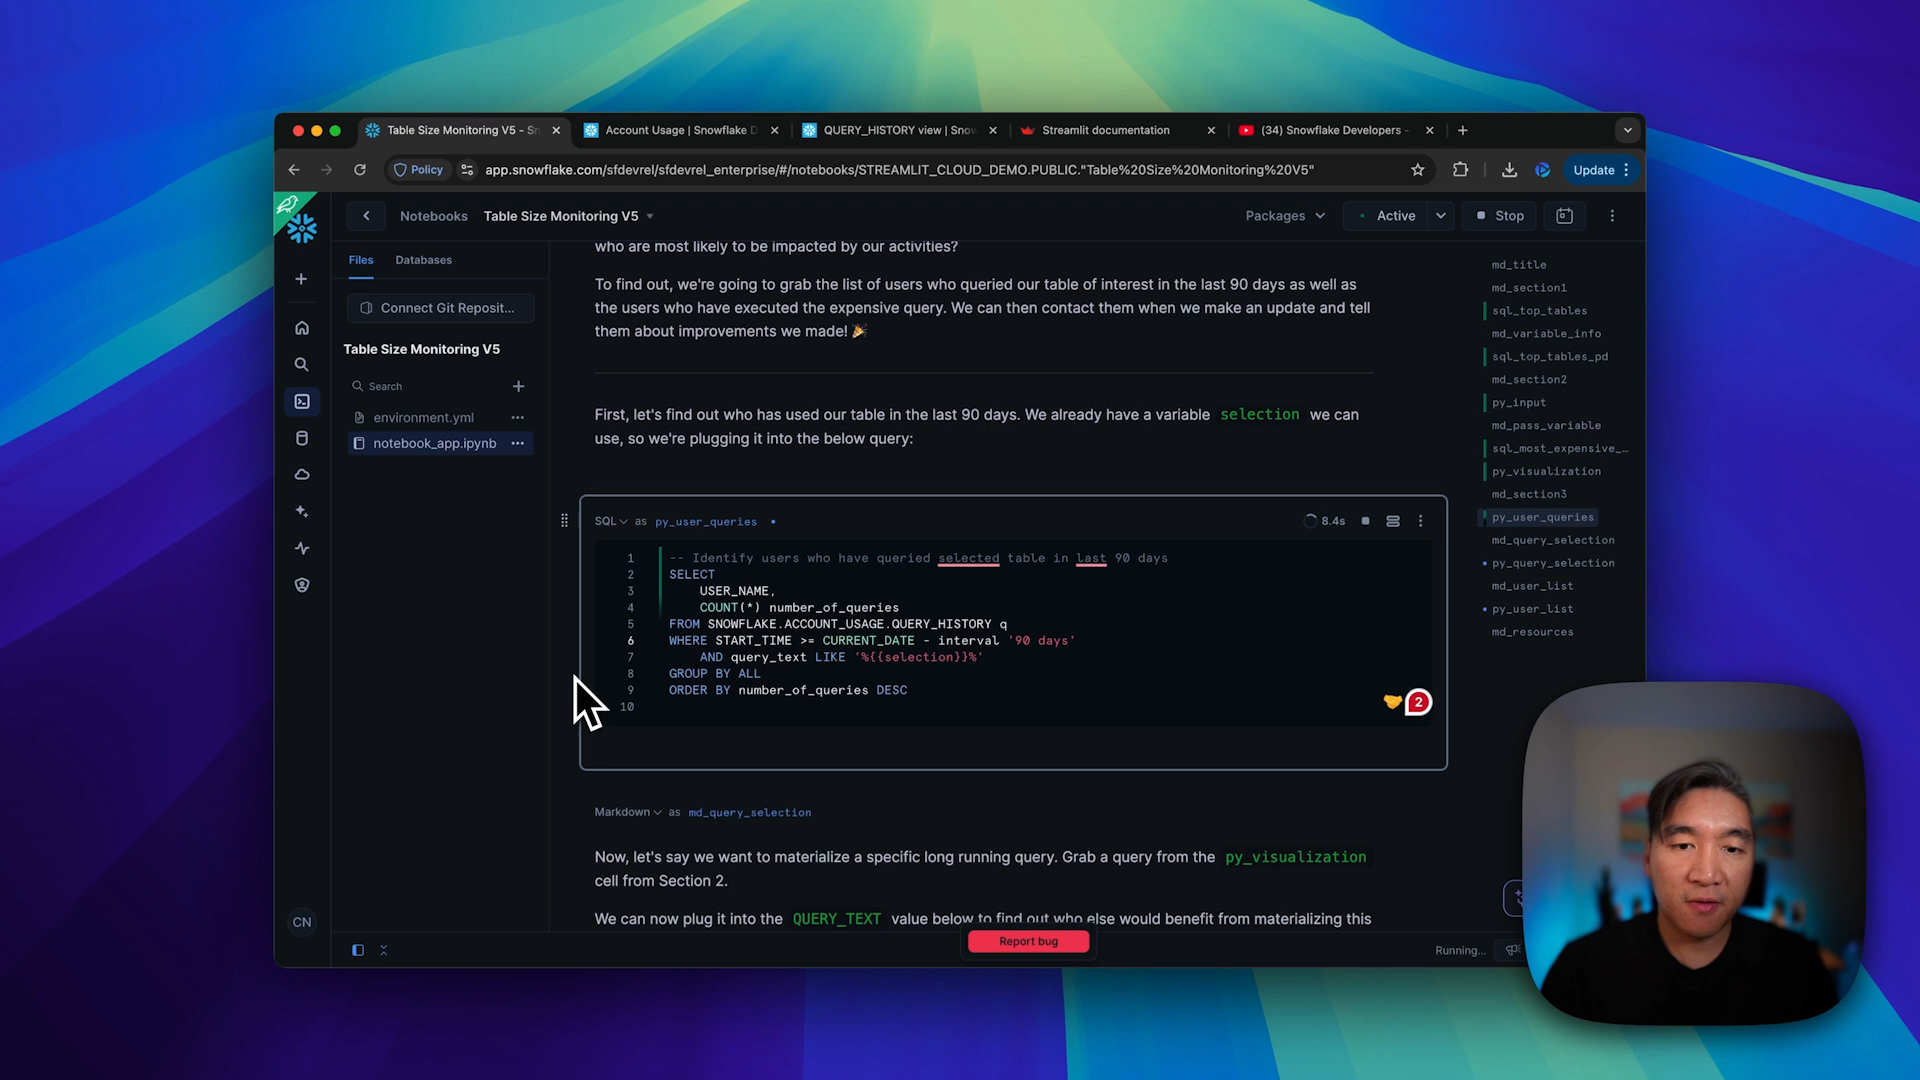 Table Size Monitoring V5 - Sn
Account Usage | Snowflake D
QUERY_HISTORY view | Snow
Streamlit documentation
(34) Snowflake Developers -
Policy
app.snowflake.com/sfdevrel/sfdevrel_enterprise/#/notebooks/STREAMLIT_CLOUD_DEMO.PUBLIC."Table%20Size%20Monitoring%20V5"
Update
Notebooks
Table Size Monitoring V5
Packages
Active
Stop
Files
Databases
Connect Git Reposit...
Table Size Monitoring V5
Search
environment.yml
notebook_app.ipynb
CN
who are most likely to be impacted by our activities?
To find out, we're going to grab the list of users who queried our table of interest in the last 90 days as well as
the users who have executed the expensive query. We can then contact them when we make an update and tell
them about improvements we made! 🎉
First, let's find out who has used our table in the last 90 days. We already have a variable selection we can
use, so we're plugging it into the below query:
SQL as py_user_queries
8.4s
1 -- Identify users who have queried selected table in last 90 days
2 SELECT
3 USER_NAME,
4 COUNT(*) number_of_queries
5 FROM SNOWFLAKE.ACCOUNT_USAGE.QUERY_HISTORY q
6 WHERE START_TIME >= CURRENT_DATE - interval '90 days'
7 AND query_text LIKE '%{{selection}}%'
8 GROUP BY ALL
9 ORDER BY number_of_queries DESC
10
2
Markdown as md_query_selection
Now, let's say we want to materialize a specific long running query. Grab a query from the py_visualization
cell from Section 2.
We can now plug it into the QUERY_TEXT value below to find out who else would benefit from materializing this
Report bug
Running...
md_title
md_section1
sql_top_tables
md_variable_info
sql_top_tables_pd
md_section2
py_input
md_pass_variable
sql_most_expensive_…
py_visualization
md_section3
py_user_queries
md_query_selection
py_query_selection
md_user_list
py_user_list
md_resources